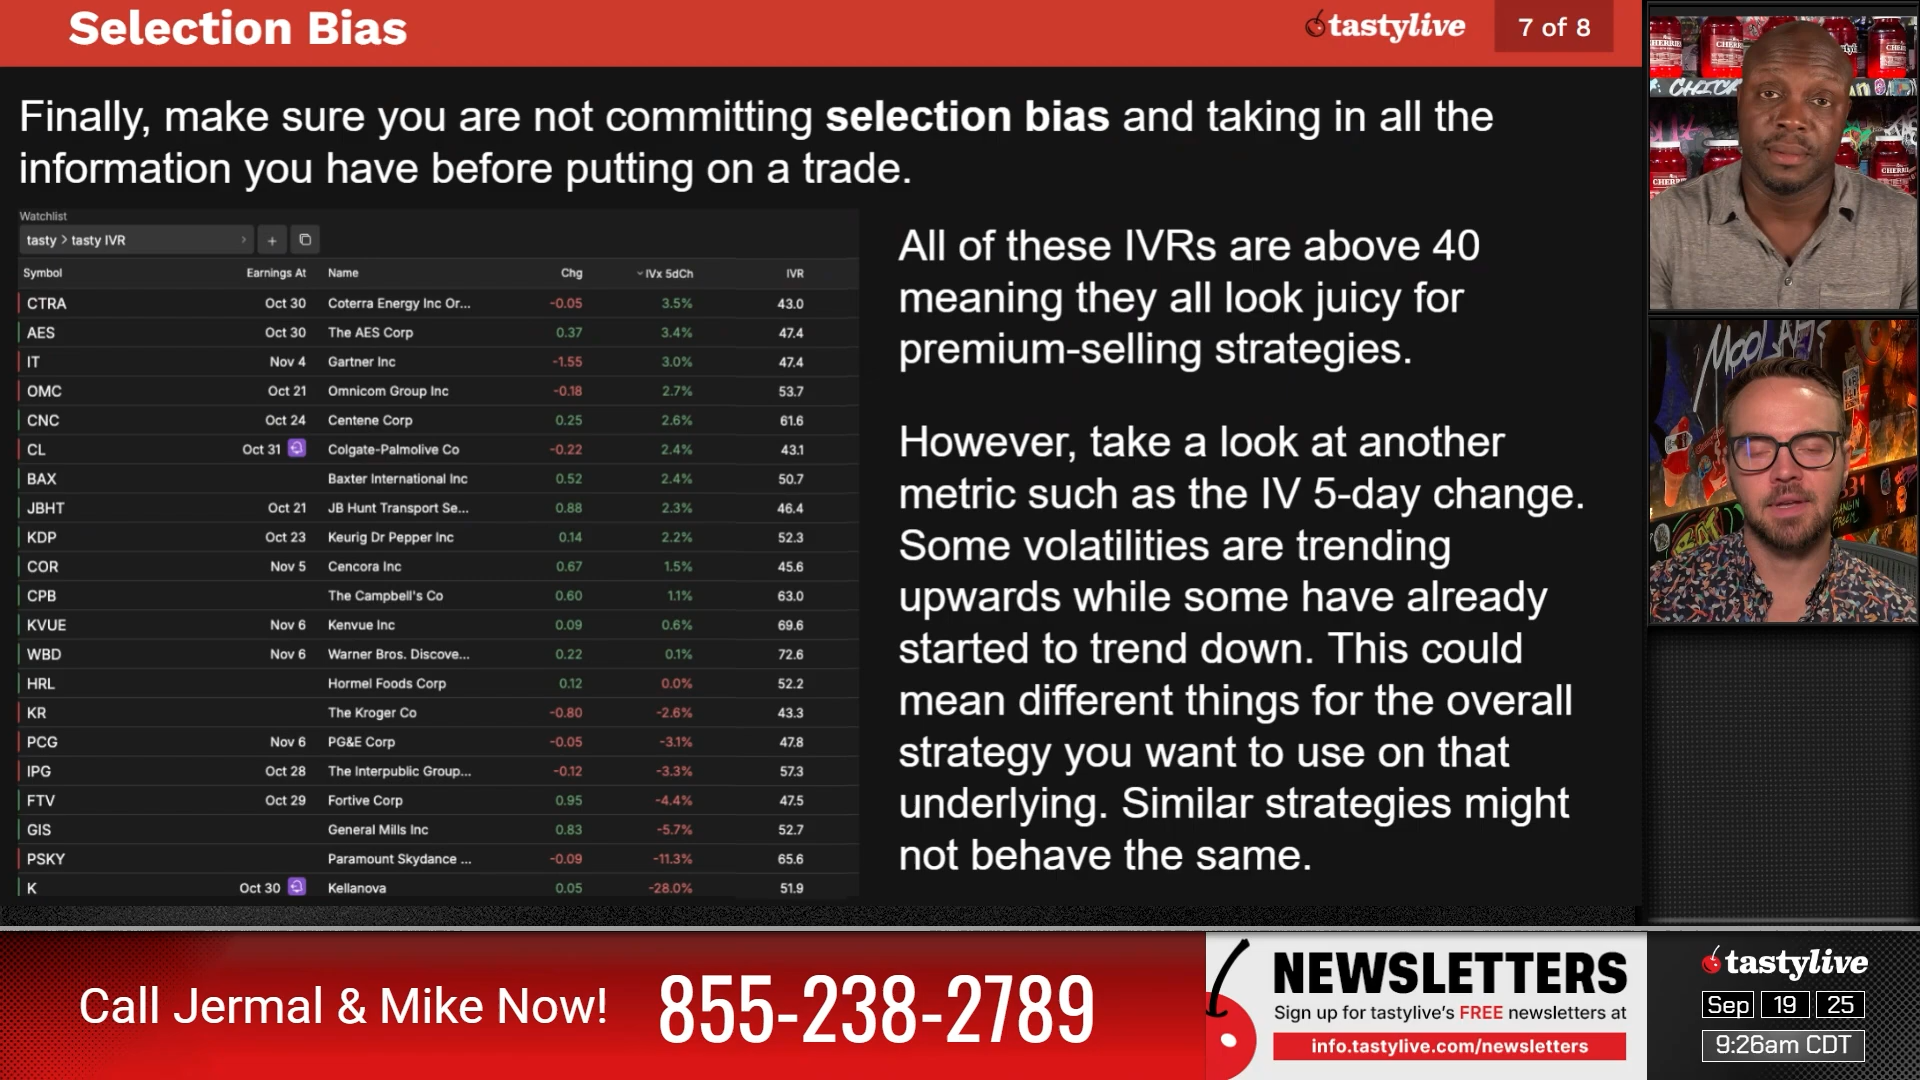 Selection Bias
tastylive
7 of 8
Finally, make sure you are not committing selection bias and taking in all the
information you have before putting on a trade.
Watchlist
tasty > tasty IVR
Symbol Earnings At Name Chg IVx 5dCh IVR
CTRA Oct 30 Coterra Energy Inc Or... -0.05 3.5% 43.0
AES Oct 30 The AES Corp 0.37 3.4% 47.4
IT Nov 4 Gartner Inc -1.55 3.0% 47.4
OMC Oct 21 Omnicom Group Inc -0.18 2.7% 53.7
CNC Oct 24 Centene Corp 0.25 2.6% 61.6
CL Oct 31 Colgate-Palmolive Co -0.22 2.4% 43.1
BAX Baxter International Inc 0.52 2.4% 50.7
JBHT Oct 21 JB Hunt Transport Se... 0.88 2.3% 46.4
KDP Oct 23 Keurig Dr Pepper Inc 0.14 2.2% 52.3
COR Nov 5 Cencora Inc 0.67 1.5% 45.6
CPB The Campbell's Co 0.60 1.1% 63.0
KVUE Nov 6 Kenvue Inc 0.09 0.6% 69.6
WBD Nov 6 Warner Bros. Discove... 0.22 0.1% 72.6
HRL Hormel Foods Corp 0.12 0.0% 52.2
KR The Kroger Co -0.80 -2.6% 43.3
PCG Nov 6 PG&E Corp -0.05 -3.1% 47.8
IPG Oct 28 The Interpublic Group... -0.12 -3.3% 57.3
FTV Oct 29 Fortive Corp 0.95 -4.4% 47.5
GIS General Mills Inc 0.83 -5.7% 52.7
PSKY Paramount Skydance ... -0.09 -11.3% 65.6
K Oct 30 Kellanova 0.05 -28.0% 51.9
All of these IVRs are above 40
meaning they all look juicy for
premium-selling strategies.
However, take a look at another
metric such as the IV 5-day change.
Some volatilities are trending
upwards while some have already
started to trend down. This could
mean different things for the overall
strategy you want to use on that
underlying. Similar strategies might
not behave the same.
Call Jermal & Mike Now! 855-238-2789
NEWSLETTERS
Sign up for tastylive's FREE newsletters at
info.tastylive.com/newsletters
tastylive
Sep 19 25
9:26am CDT